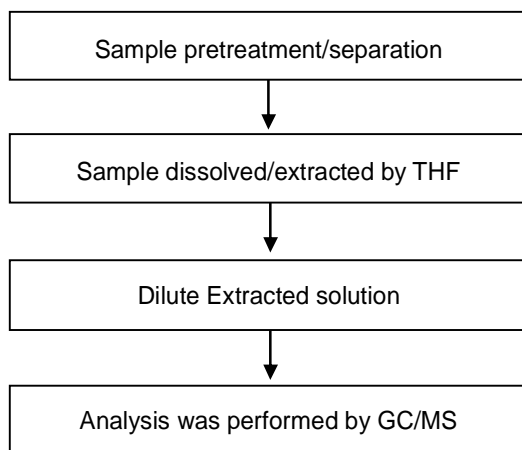 Sample pretreatment/separation
Sample dissolved/extracted by THF
Dilute Extracted solution
Analysis was performed by GC/MS